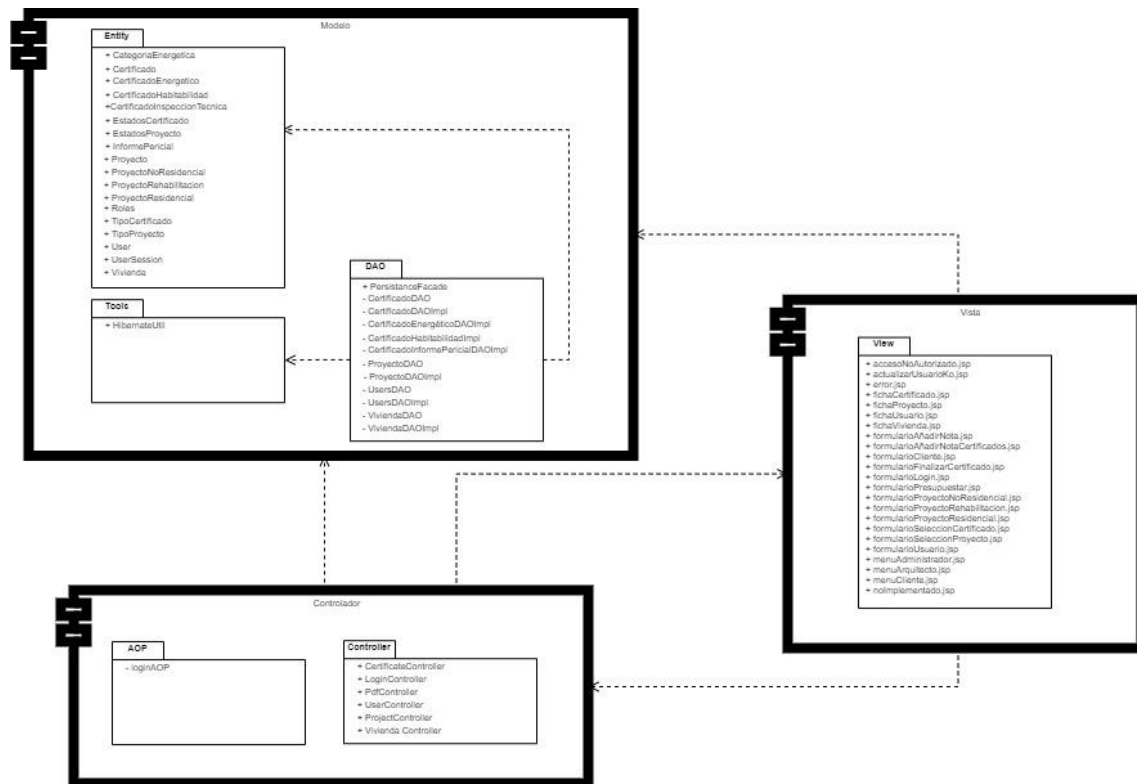 Modelo
Entity
+ CategoriaEnergetica
+ Certificado
+ CertificadoEnergetico
+ CertificadoHabitabilidad
+CertificadoInspeccionTecnica
+ EstadosCertificado
+ EstadosProyecto
+ InformePericial
+ Proyecto
+ ProyectoNoResidencial
+ ProyectoRehabilitacion
+ ProyectoResidencial
+ Roles
+ TipoCertificado
+ TipoProyecto
+ User
+ UserSession
+ Vivienda
Tools
+ HibernateUtil
DAO
+ PersistanceFacade
- CertificadoDAO
- CertificadoDAOImpl
- CertificadoEnergéticoDAOImpl
- CertificadoHabitabilidadImpl
- CertificadoInformePericialDAOImpl
- ProyectoDAO
- ProyectoDAOImpl
- UsersDAO
- UsersDAOImpl
- ViviendaDAO
- ViviendaDAOImpl
Vista
View
+ accesoNoAutorizado.jsp
+ actualizarUsuarioKo.jsp
+ error.jsp
+ fichaCertificado.jsp
+ fichaProyecto.jsp
+ fichaUsuario.jsp
+ fichaVivienda.jsp
+ formularioAñadirNota.jsp
+ formularioAñadirNotaCertificados.jsp
+ formularioCliente.jsp
+ formularioFinalizarCertificado.jsp
+ formularioLogin.jsp
+ formularioPresupuestar.jsp
+ formularioProyectoNoResidencial.jsp
+ formularioProyectoRehabilitacion.jsp
+ formularioProyectoResidencial.jsp
+ formularioSeleccionCertificado.jsp
+ formularioSeleccionProyecto.jsp
+ formularioUsuario.jsp
+ menuAdministrador.jsp
+ menuArquitecto.jsp
+ menuCliente.jsp
+ noImplementado.jsp
Controlador
AOP
- loginAOP
Controller
+ CertificateController
+ LoginController
+ PdfController
+ UserController
+ ProjectController
+ Vivienda Controller